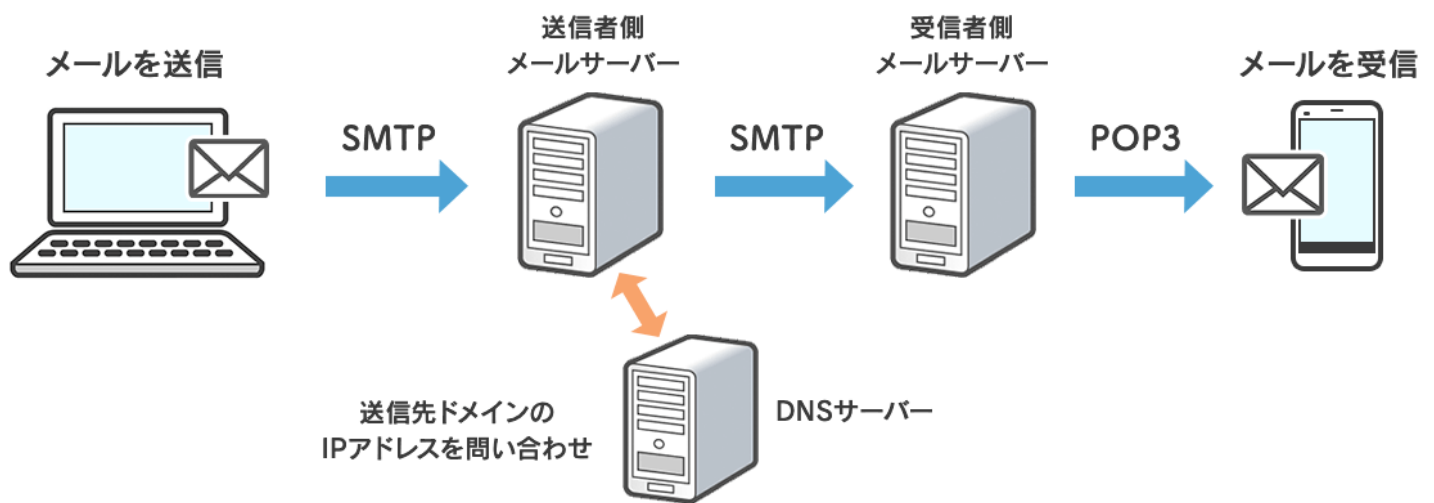 メールを送信
SMTP
送信者側
メールサーバー
SMTP
受信者側
メールサーバー
POP3
メールを受信
送信先ドメインの
IPアドレスを問い合わせ
DNSサーバー